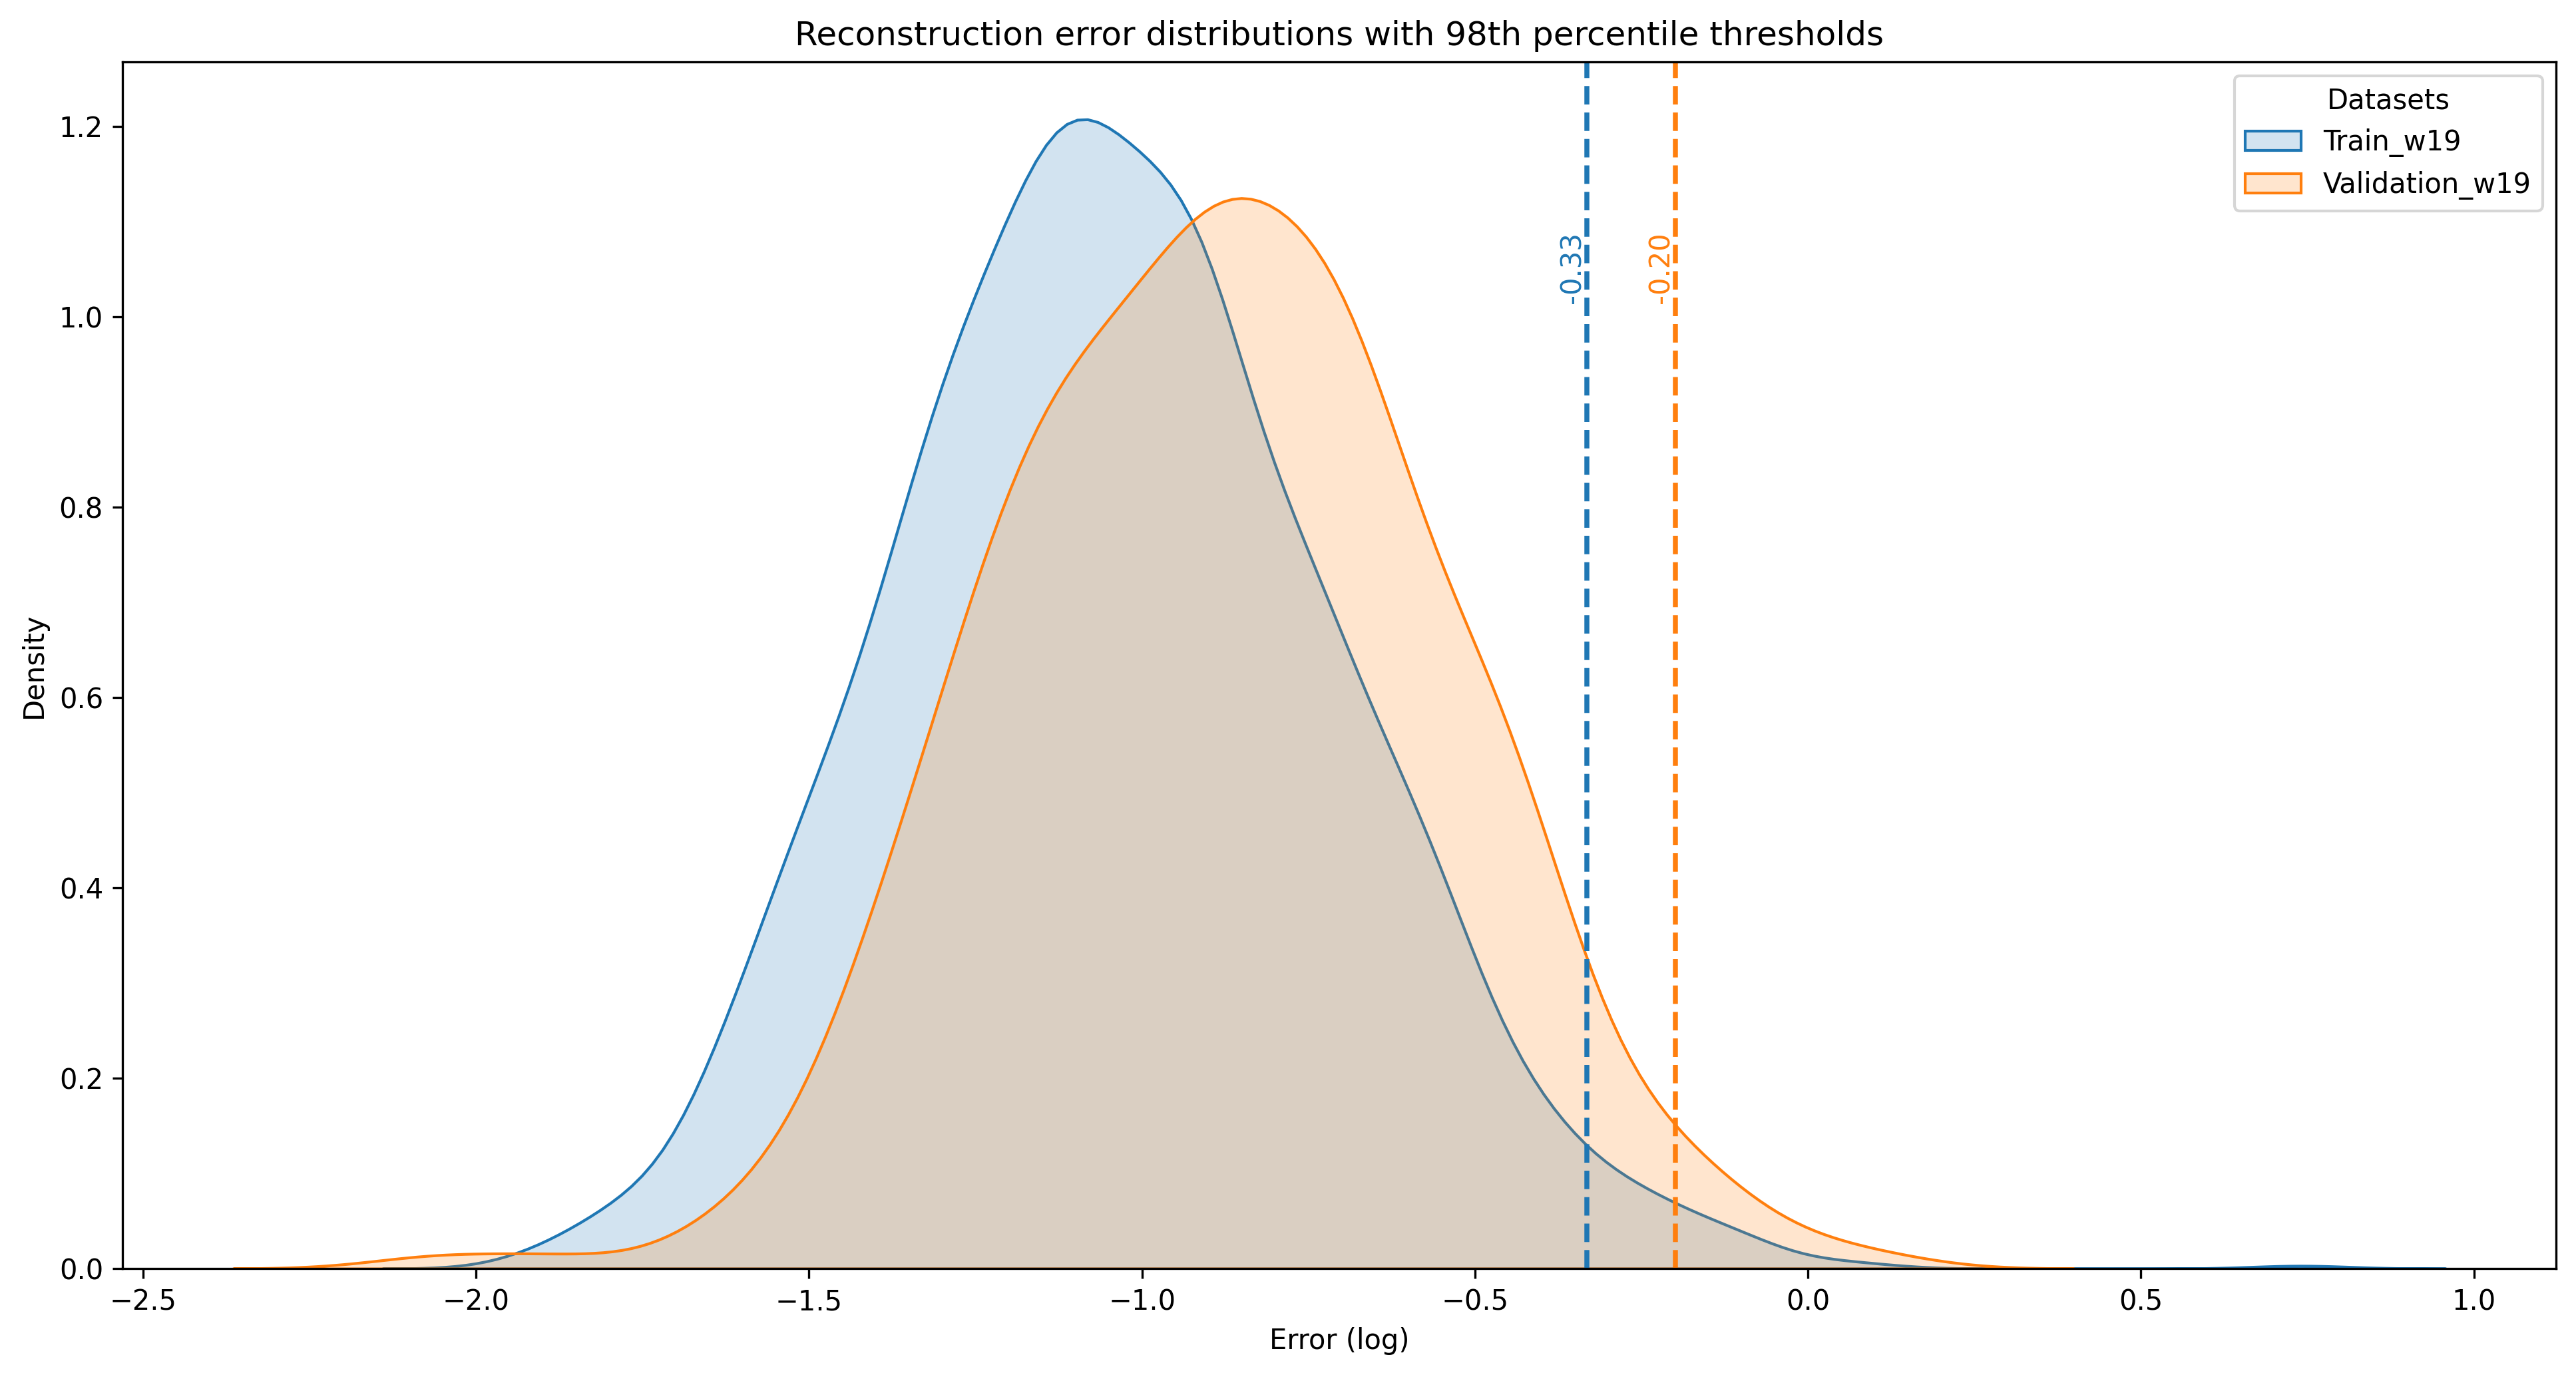 Reconstruction error distributions with 98th percentile thresholds
Datasets
Train_w19
Validation_w19
-0.33
-0.20
Density
1.2
1.0
0.8
0.6
0.4
0.2
0.0
−2.5 −2.0 −1.5 −1.0 −0.5 0.0 0.5 1.0
Error (log)